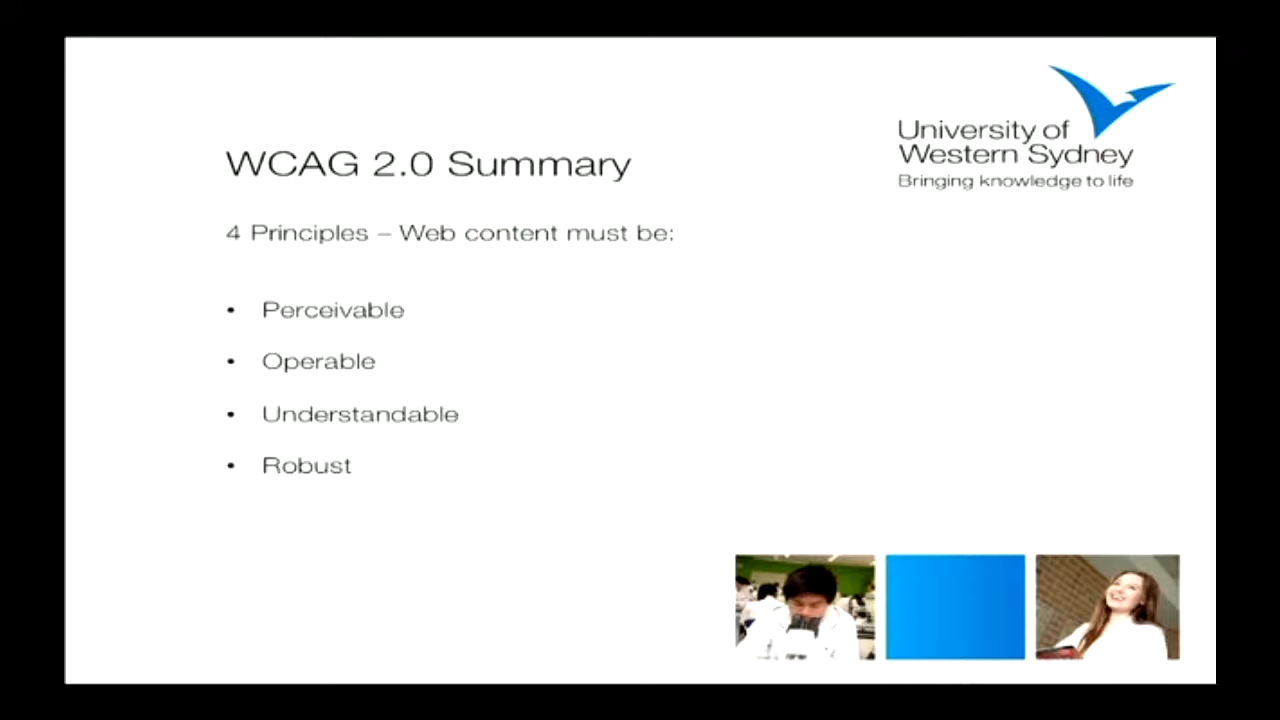 University of
Western Sydney
Bringing knowledge to life
WCAG 2.0 Summary
4 Principles – Web content must be:
• Perceivable
• Operable
• Understandable
• Robust